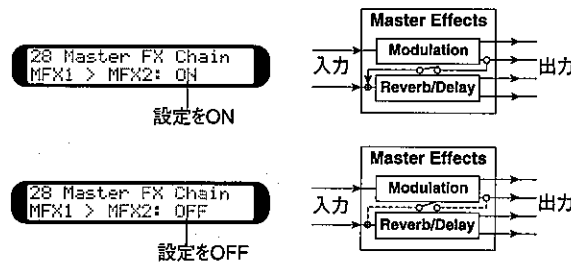 28 Master FX Chain
MFX1 > MFX2: ON
設定をON
Master Effects
Modulation
入力
出力
Reverb/Delay
28 Master FX Chain
MFX1 > MFX2: OFF
設定をOFF
Master Effects
Modulation
入力
出力
Reverb/Delay